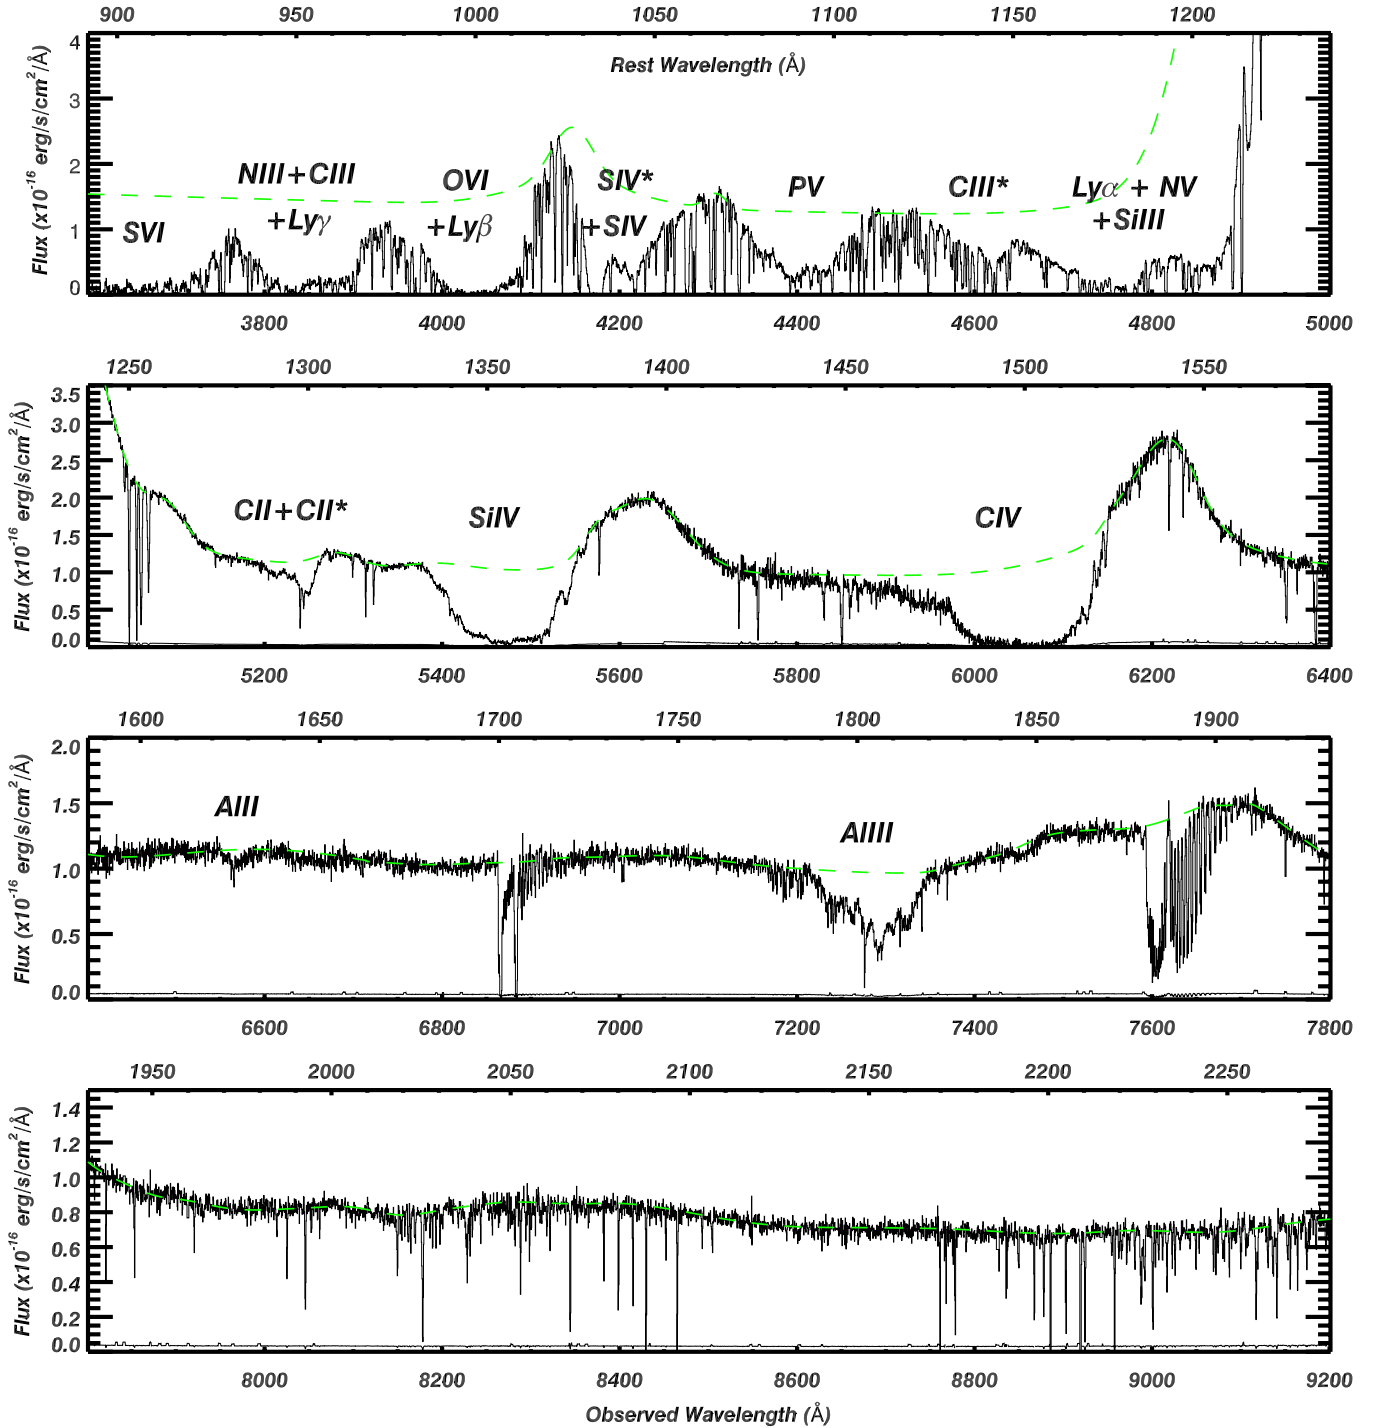 900 950 1000 1050 1100 1150 1200
Rest Wavelength (Å)
Flux (x10-16 erg/s/cm2/Å)
4
3
2
1
0
NIII+CIII
+Lyγ
OVI
+Lyβ
SIV*
+SIV
PV
CIII*
Lyα + NV
+SiIII
SVI
3800 4000 4200 4400 4600 4800 5000
1250 1300 1350 1400 1450 1500 1550
Flux (x10-16 erg/s/cm2/Å)
3.5
3.0
2.5
2.0
1.5
1.0
0.5
0.0
CII+CII*
SiIV
CIV
5200 5400 5600 5800 6000 6200 6400
1600 1650 1700 1750 1800 1850 1900
Flux (x10-16 erg/s/cm2/Å)
2.0
1.5
1.0
0.5
0.0
AlII
AlIII
6600 6800 7000 7200 7400 7600 7800
1950 2000 2050 2100 2150 2200 2250
Flux (x10-16 erg/s/cm2/Å)
1.4
1.2
1.0
0.8
0.6
0.4
0.2
0.0
8000 8200 8400 8600 8800 9000 9200
Observed Wavelength (Å)